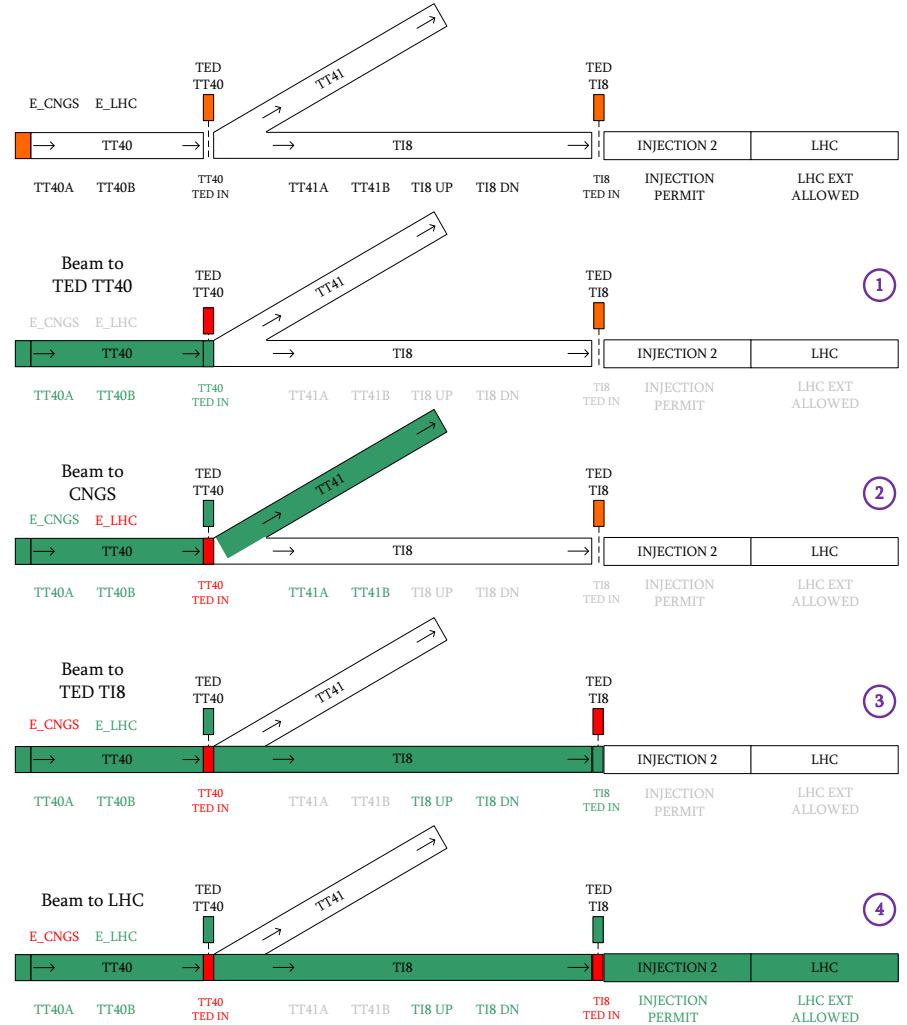 TED
TT40
TT41
TED
TI8
E_CNGS E_LHC
TT40
TI8
INJECTION 2
LHC
TT40A TT40B
TT40
TED IN
TT41A TT41B TI8 UP TI8 DN
TI8
TED IN
INJECTION
PERMIT
LHC EXT
ALLOWED
Beam to
TED TT40
TED
TT40
TT41
TED
TI8
1
E_CNGS E_LHC
TT40
TI8
INJECTION 2
LHC
TT40A TT40B
TT40
TED IN
TT41A TT41B TI8 UP TI8 DN
TI8
TED IN
INJECTION
PERMIT
LHC EXT
ALLOWED
Beam to
CNGS
TED
TT40
TT41
TED
TI8
2
E_CNGS E_LHC
TT40
TI8
INJECTION 2
LHC
TT40A TT40B
TT40
TED IN
TT41A TT41B TI8 UP TI8 DN
TI8
TED IN
INJECTION
PERMIT
LHC EXT
ALLOWED
Beam to
TED TI8
TED
TT40
TT41
TED
TI8
3
E_CNGS E_LHC
TT40
TI8
INJECTION 2
LHC
TT40A TT40B
TT40
TED IN
TT41A TT41B TI8 UP TI8 DN
TI8
TED IN
INJECTION
PERMIT
LHC EXT
ALLOWED
Beam to LHC
TED
TT40
TT41
TED
TI8
4
E_CNGS E_LHC
TT40
TI8
INJECTION 2
LHC
TT40A TT40B
TT40
TED IN
TT41A TT41B TI8 UP TI8 DN
TI8
TED IN
INJECTION
PERMIT
LHC EXT
ALLOWED